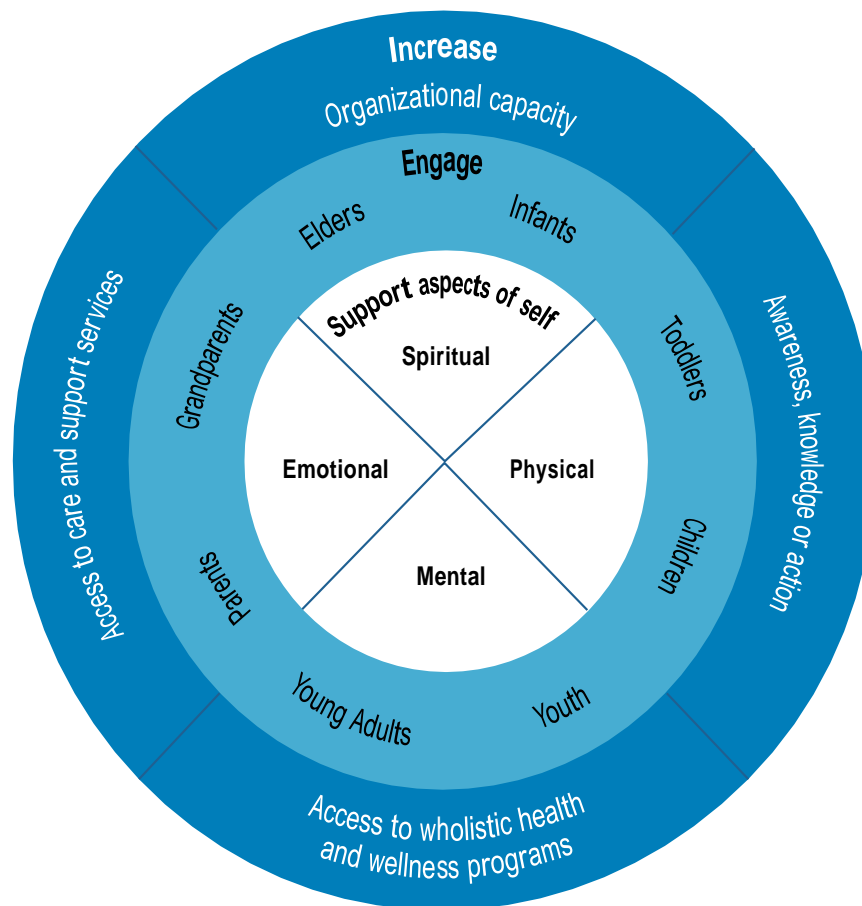 Increase
Organizational capacity
Awareness, knowledge or action
Access to wholistic health
and wellness programs
Access to care and support services
Engage
Infants
Toddlers
Children
Youth
Young Adults
Parents
Grandparents
Elders
Support aspects of self
Spiritual
Physical
Mental
Emotional